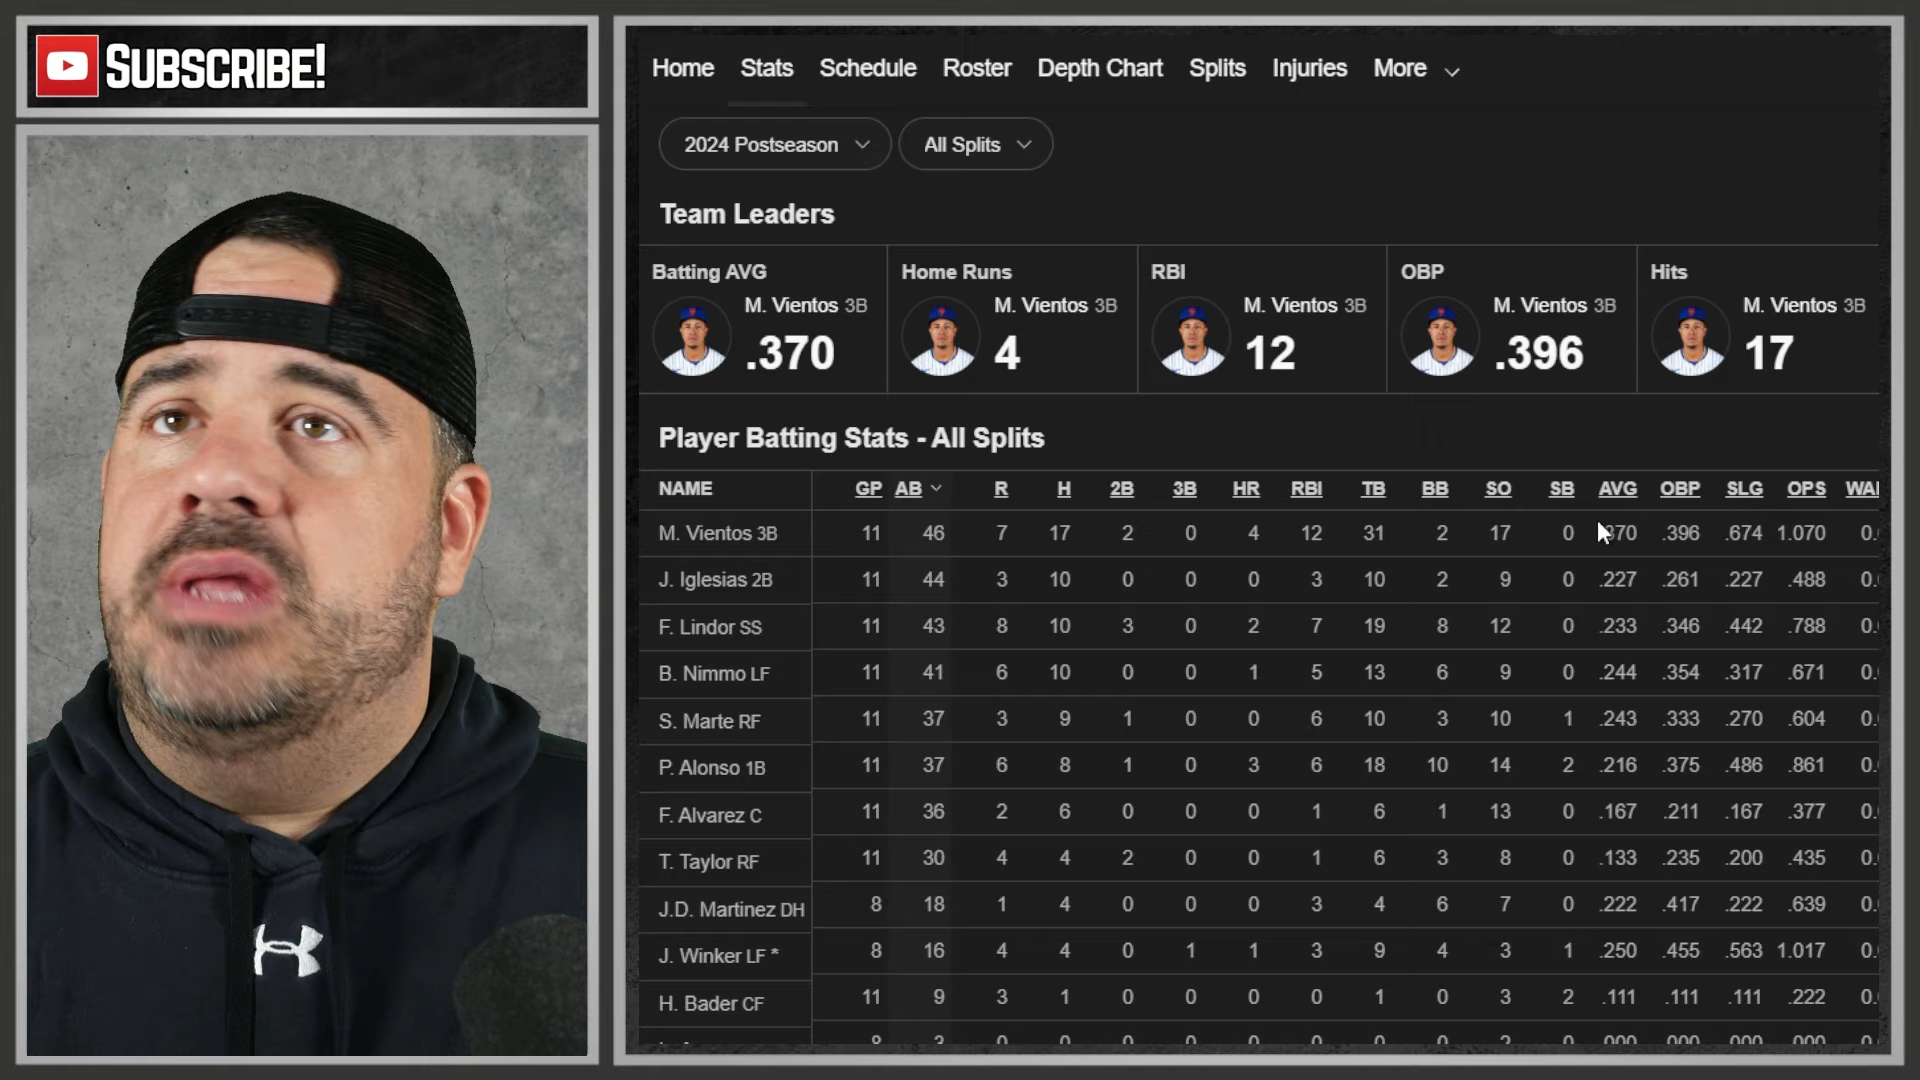 SUBSCRIBE!
Home Stats Schedule Roster Depth Chart Splits Injuries More
2024 Postseason All Splits
Team Leaders
Batting AVG Home Runs RBI OBP Hits
M. Vientos 3B M. Vientos 3B M. Vientos 3B M. Vientos 3B M. Vientos 3B
.370 4 12 .396 17
Player Batting Stats - All Splits
NAME GP AB R H 2B 3B HR RBI TB BB SO SB AVG OBP SLG OPS
M. Vientos 3B 11 46 7 17 2 0 4 12 31 2 17 0 .396 .674 1.070
J. Iglesias 2B 11 44 3 10 0 0 0 3 10 2 9 0 .227 .261 .227 .488
F. Lindor SS 11 43 8 10 3 0 2 7 19 8 12 0 .233 .346 .442 .788
B. Nimmo LF 11 41 6 10 0 0 1 5 13 6 9 0 .244 .354 .317 .671
S. Marte RF 11 37 3 9 1 0 0 6 10 3 10 1 .243 .333 .270 .604
P. Alonso 1B 11 37 6 8 1 0 3 6 18 10 14 2 .216 .375 .486 .861
F. Alvarez C 11 36 2 6 0 0 0 1 6 1 13 0 .167 .211 .167 .377
T. Taylor RF 11 30 4 4 2 0 0 1 6 3 8 0 .133 .235 .200 .435
J.D. Martinez DH 8 18 1 4 0 0 0 3 4 6 7 0 .222 .417 .222 .639
J. Winker LF * 8 16 4 4 0 1 1 3 9 4 3 1 .250 .455 .563 1.017
H. Bader CF 11 9 3 1 0 0 0 0 1 0 3 2 .111 .111 .111 .222